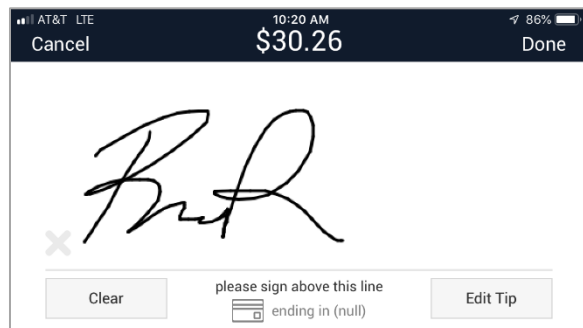 AT&T LTE 10:20 AM 86%
Cancel $30.26 Done
please sign above this line
Clear ending in (null) Edit Tip